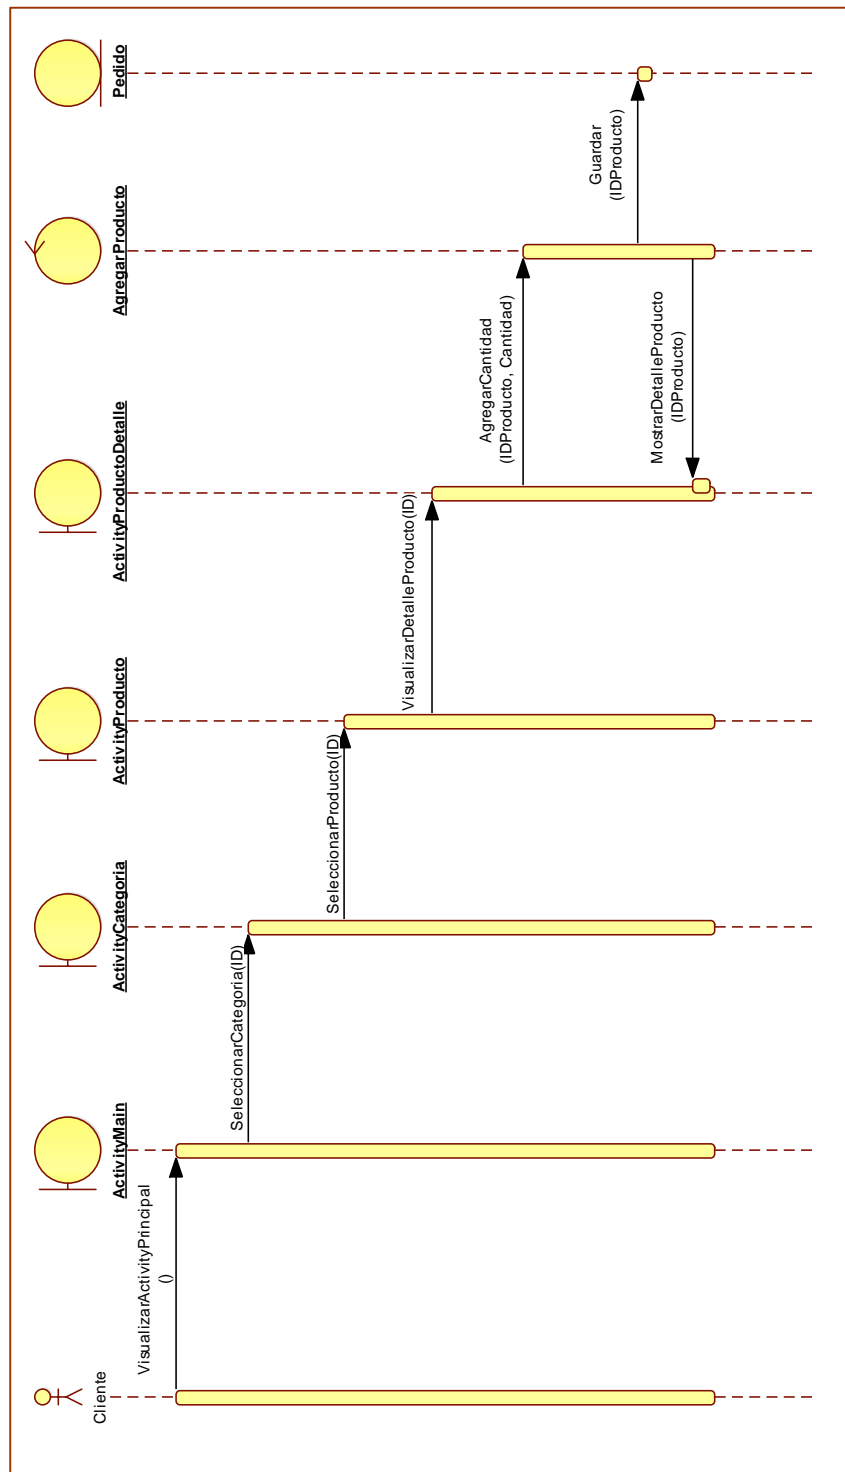 Cliente
ActivityMain
ActivityCategoria
ActivityProducto
ActivityProductoDetalle
AgregarProducto
Pedido
VisualizarActivityPrincipal
()
SeleccionarCategoria(ID)
SeleccionarProducto(ID)
VisualizarDetalleProducto(ID)
AgregarCantidad
(IDProducto, Cantidad)
Guardar
(IDProducto)
MostrarDetalleProducto
(IDProducto)